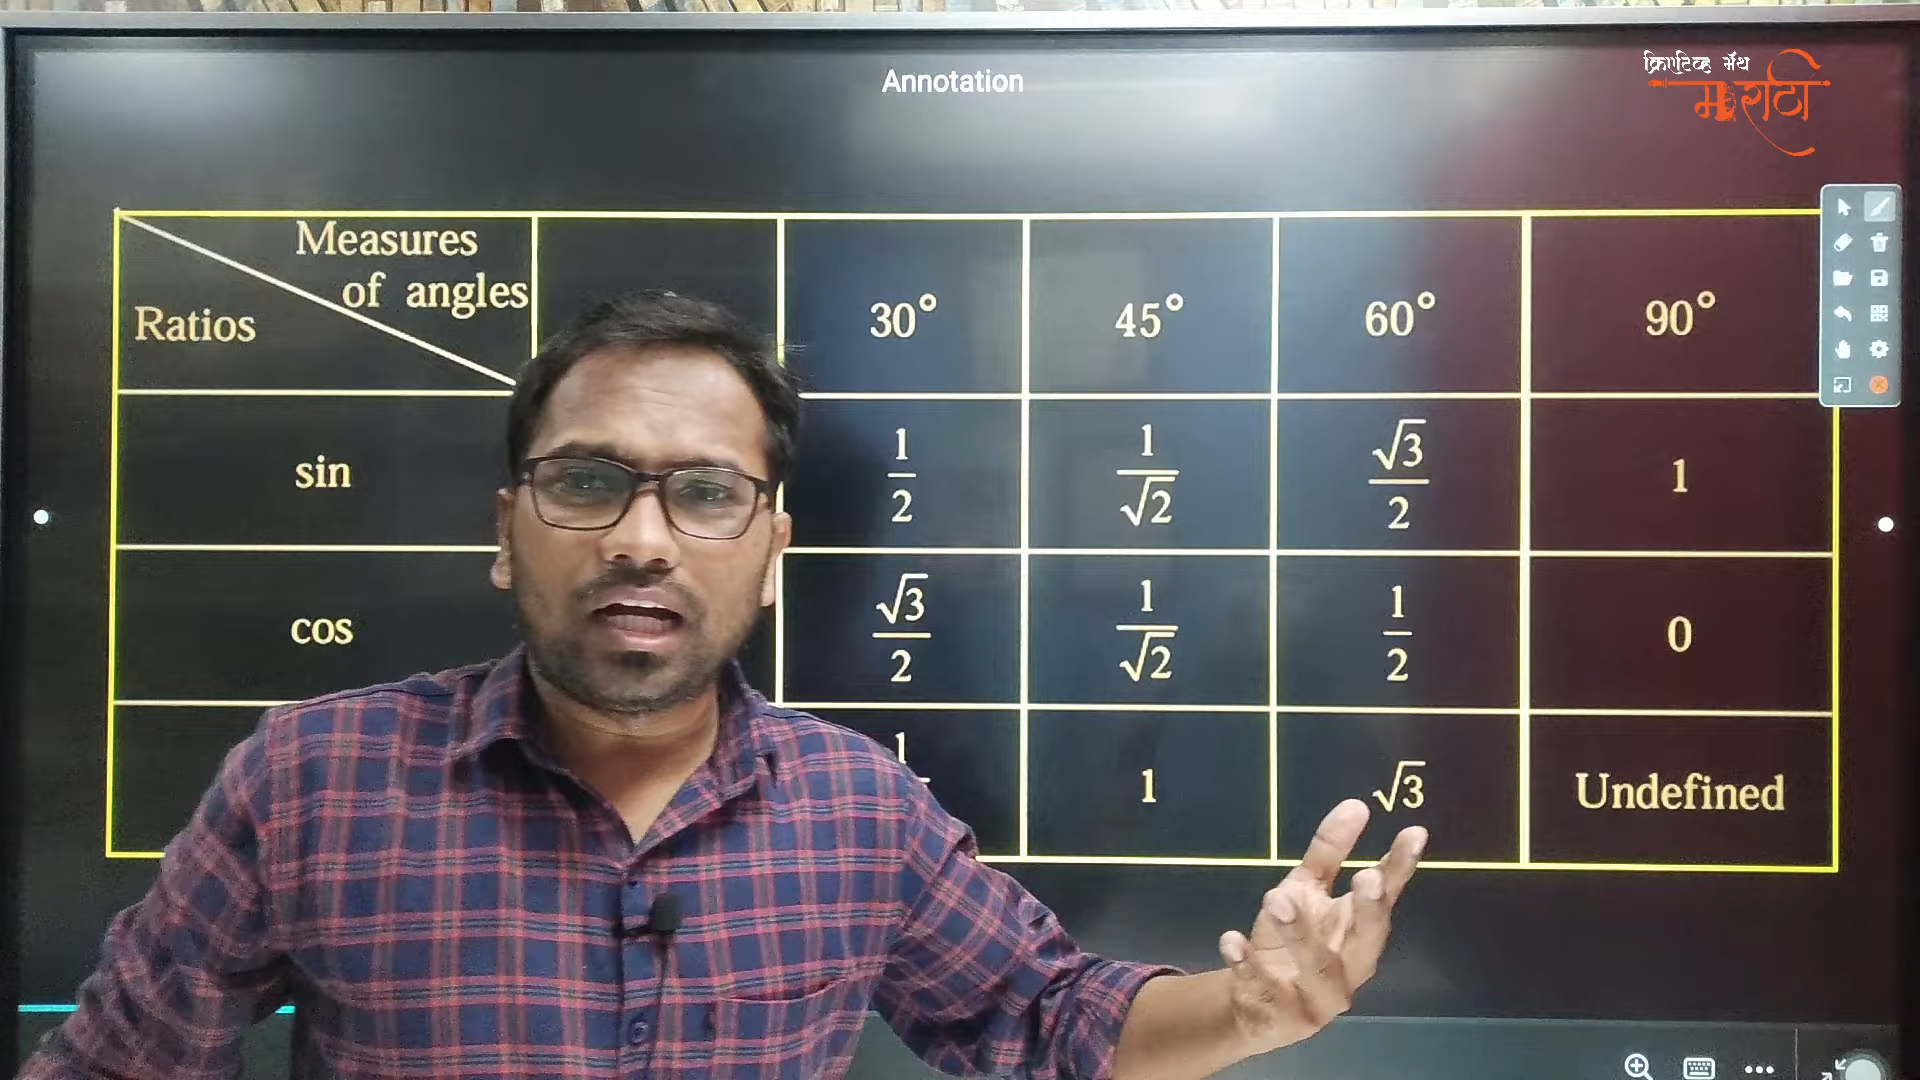 Annotation
क्रिएटिव्ह मॅथ
मराठी
Measures
of angles
Ratios
30° 45° 60° 90°
sin 1/2 1/√2 √3/2 1
cos √3/2 1/√2 1/2 0
1 1 √3 Undefined